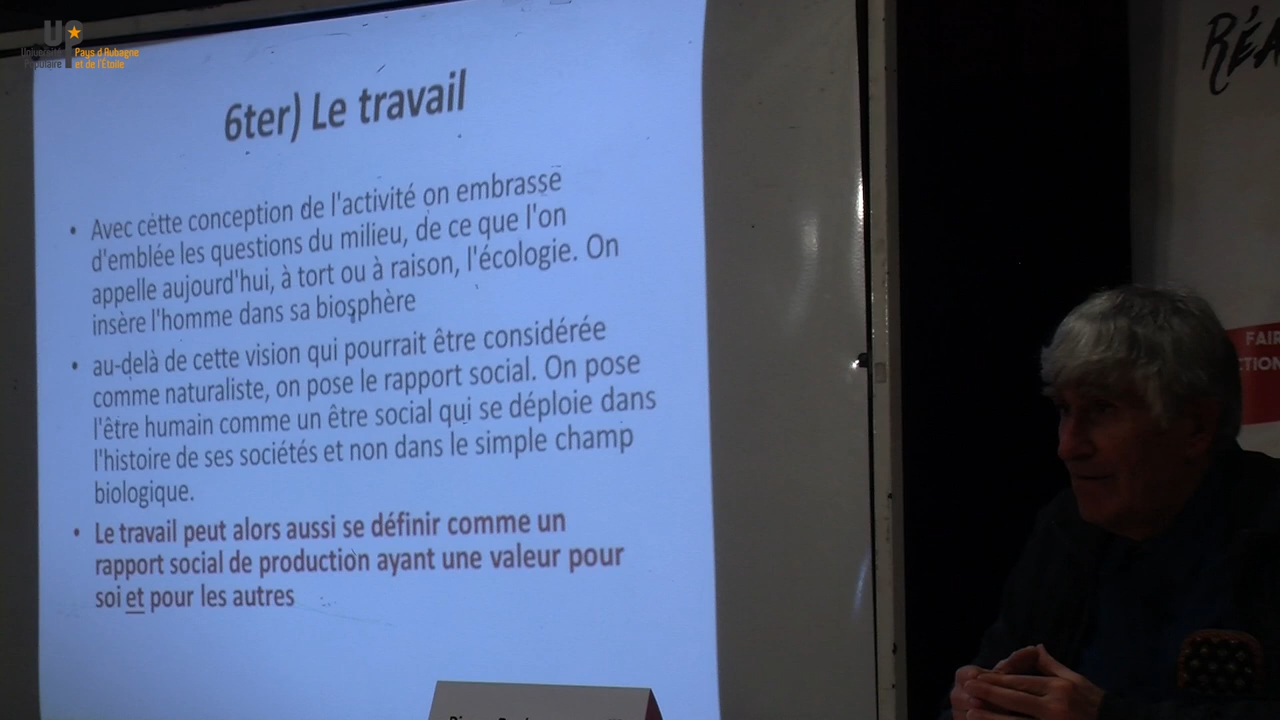 Université
Populaire
Pays d'Aubagne
et de l'Étoile
6ter) Le travail
• Avec cette conception de l'activité on embrasse
d'emblée les questions du milieu, de ce que l'on
appelle aujourd'hui, à tort ou à raison, l'écologie. On
insère l'homme dans sa biosphère
• au-delà de cette vision qui pourrait être considérée
comme naturaliste, on pose le rapport social. On pose
l'être humain comme un être social qui se déploie dans
l'histoire de ses sociétés et non dans le simple champ
biologique.
• Le travail peut alors aussi se définir comme un
rapport social de production ayant une valeur pour
soi et pour les autres
RÉA
FAIR
CTION